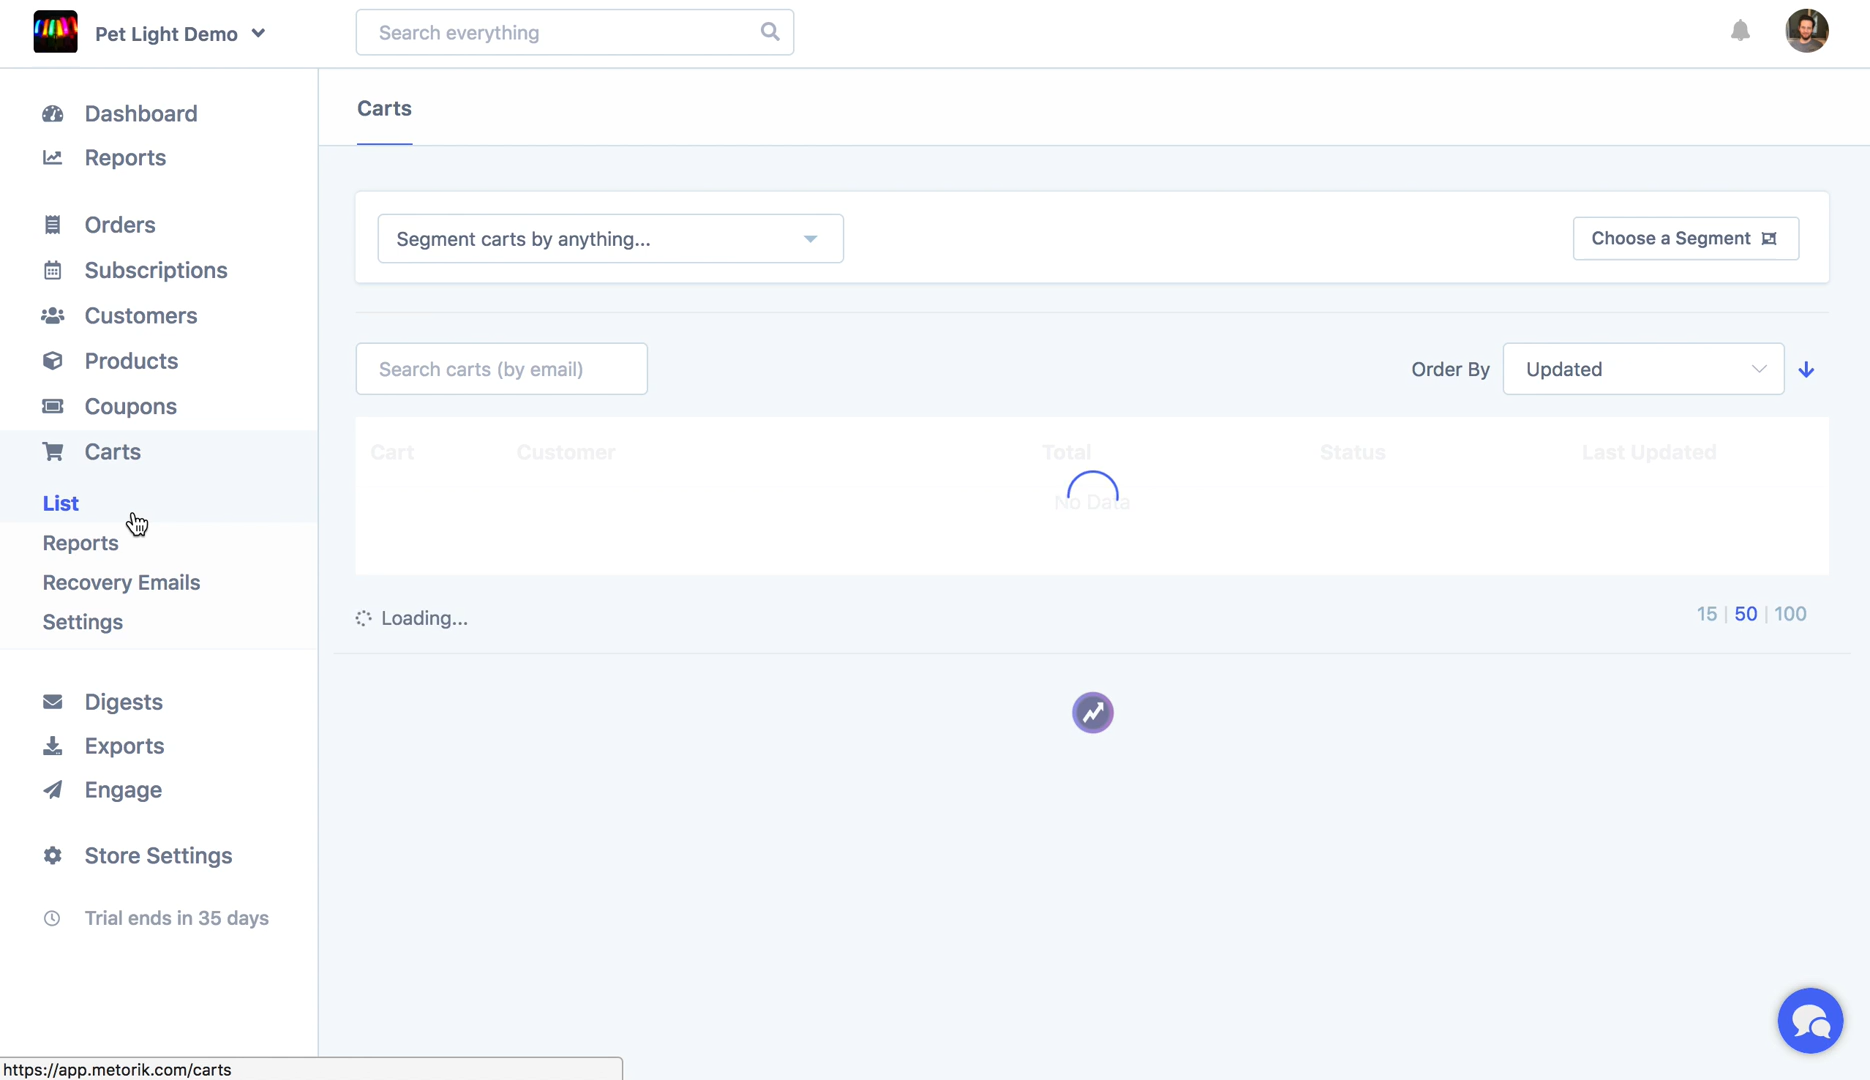 Pet Light Demo
Search everything
Dashboard
Reports
Orders
Subscriptions
Customers
Products
Coupons
Carts
List
Reports
Recovery Emails
Settings
Digests
Exports
Engage
Store Settings
Trial ends in 35 days
https://app.metorik.com/carts
Carts
Segment carts by anything...
Choose a Segment
Search carts (by email)
Order By Updated
Cart Customer Total Status Last Updated
No Data
Loading...
15 | 50 | 100